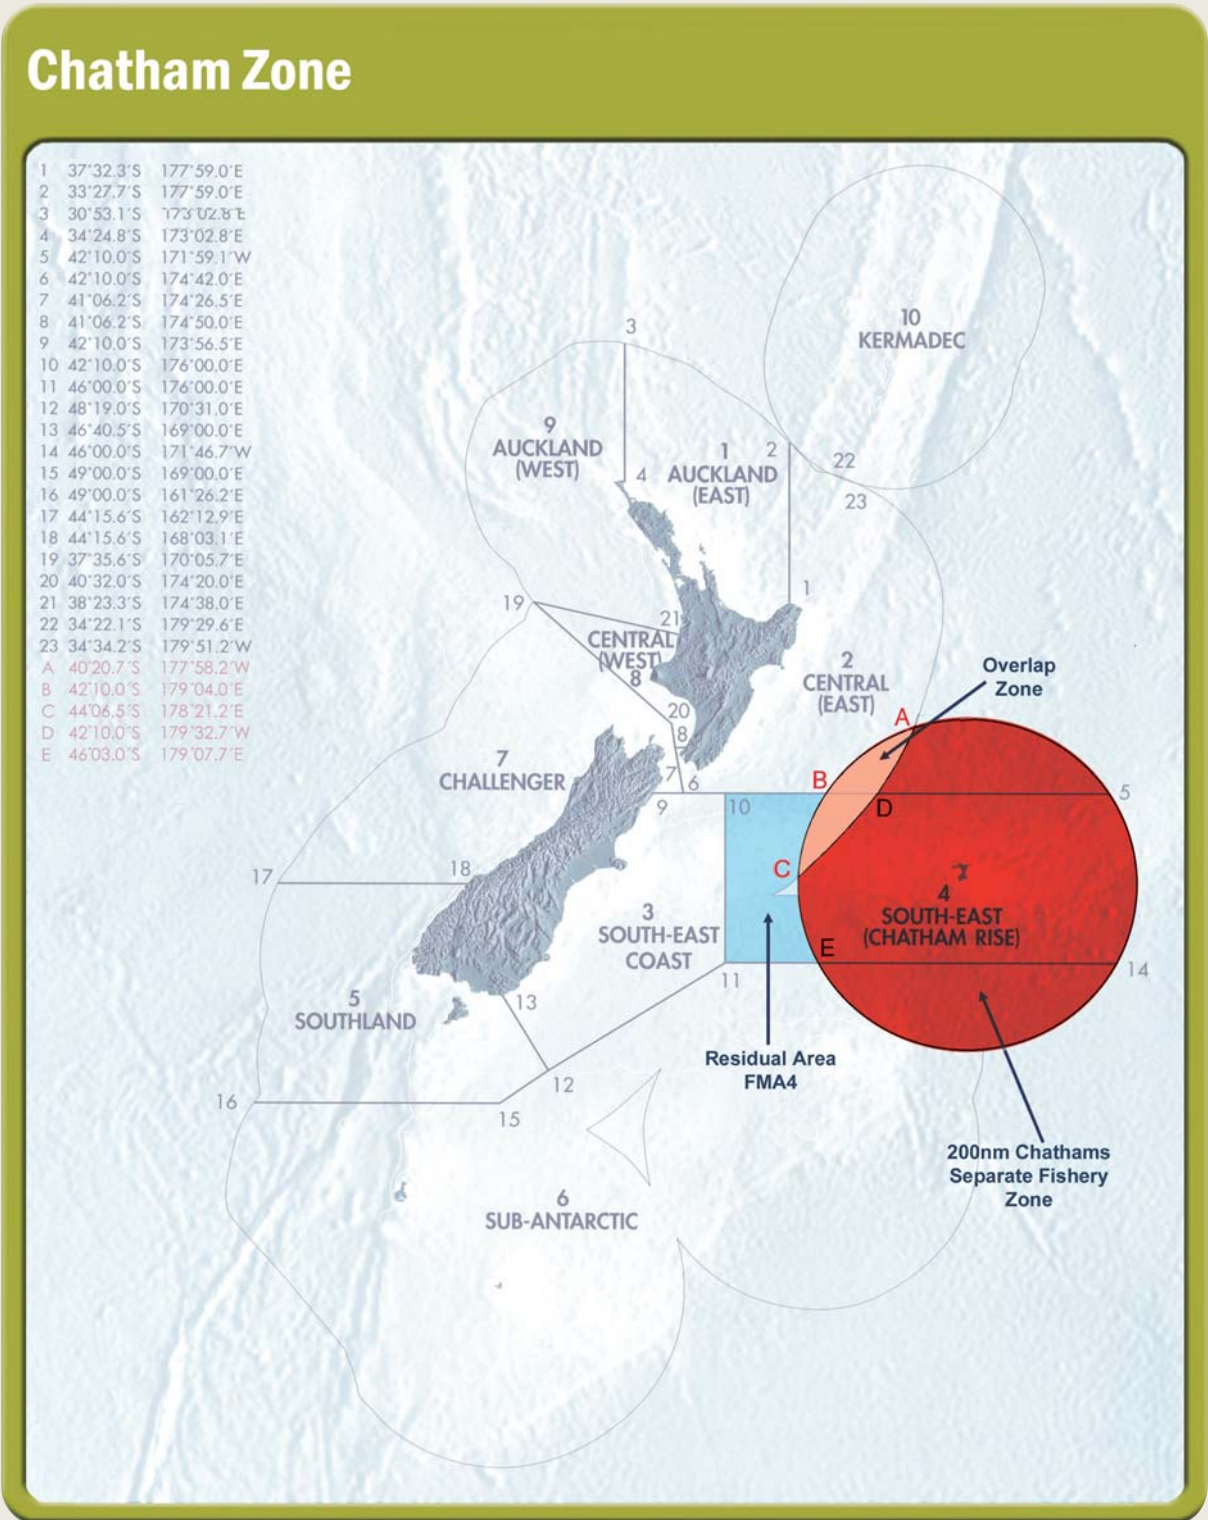 Chatham Zone
1 37°32.3'S 177°59.0'E
2 33°27.7'S 177°59.0'E
3 30°53.1'S 173°02.8'E
4 34°24.8'S 173°02.8'E
5 42°10.0'S 171°59.1'W
6 42°10.0'S 174°42.0'E
7 41°06.2'S 174°26.5'E
8 41°06.2'S 174°50.0'E
9 42°10.0'S 173°56.5'E
10 42°10.0'S 176°00.0'E
11 46°00.0'S 176°00.0'E
12 48°19.0'S 170°31.0'E
13 46°40.5'S 169°00.0'E
14 46°00.0'S 171°46.7'W
15 49°00.0'S 169°00.0'E
16 49°00.0'S 161°26.2'E
17 44°15.6'S 162°12.9'E
18 44°15.6'S 168°03.1'E
19 37°35.6'S 170°05.7'E
20 40°32.0'S 174°20.0'E
21 38°23.3'S 174°38.0'E
22 34°22.1'S 179°29.6'E
23 34°34.2'S 179°51.2'W
A 40°20.7'S 177°58.2'W
B 42°10.0'S 179°04.0'E
C 44°06.5'S 178°21.2'E
D 42°10.0'S 179°32.7'W
E 46°03.0'S 179°07.7'E
10
KERMADEC
3
9
AUCKLAND
(WEST)
4
1
AUCKLAND
(EAST)
2
22
23
1
19
21
CENTRAL
(WEST)
8
2
CENTRAL
(EAST)
Overlap
Zone
20
8
7
6
A
B
D
5
7
CHALLENGER
9
10
17
18
C
4
SOUTH-EAST
(CHATHAM RISE)
3
SOUTH-EAST
COAST
E
14
11
5
SOUTHLAND
13
Residual Area
FMA4
12
16
15
200nm Chathams
Separate Fishery
Zone
6
SUB-ANTARCTIC